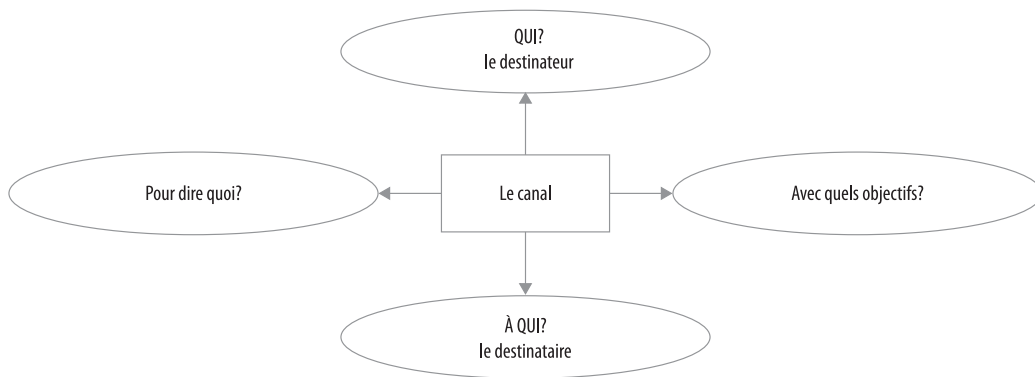 QUI?
le destinateur
Pour dire quoi?
Le canal
Avec quels objectifs?
À QUI?
le destinataire